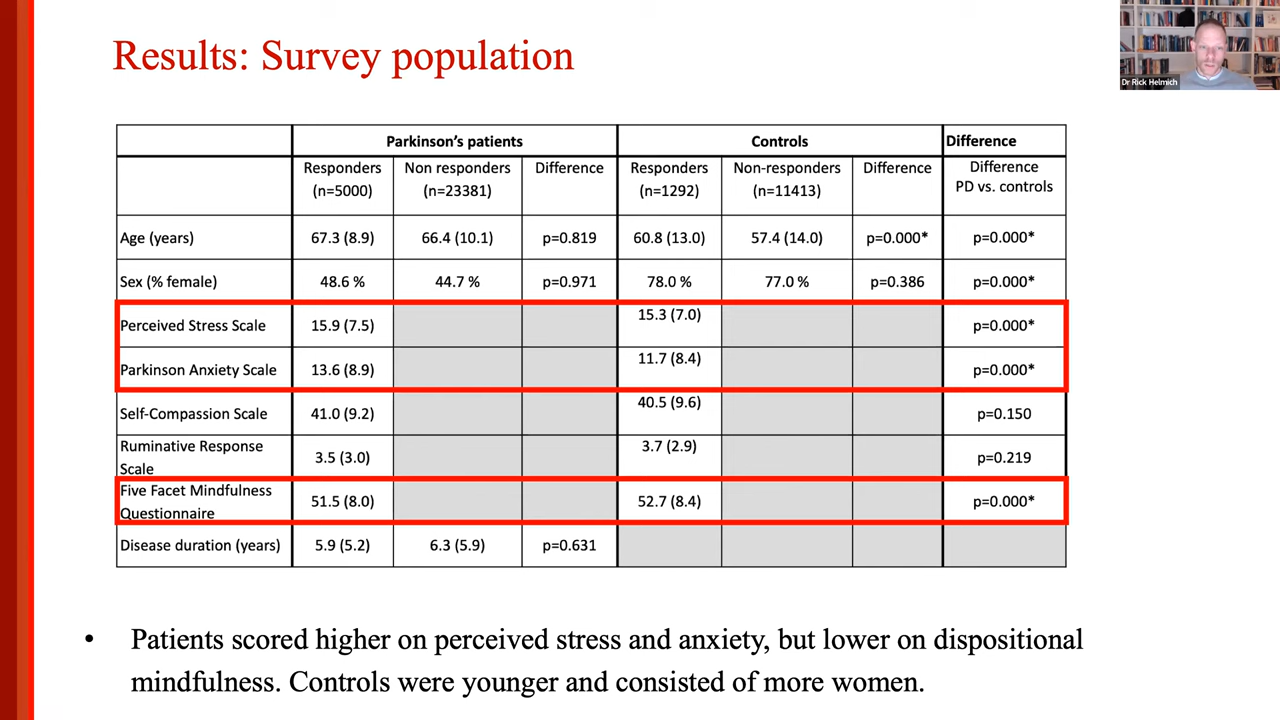 Results: Survey population
Dr Rick Helmich
Parkinson's patients Controls Difference
Responders (n=5000) Non responders (n=23381) Difference Responders (n=1292) Non-responders (n=11413) Difference Difference PD vs. controls
Age (years) 67.3 (8.9) 66.4 (10.1) p=0.819 60.8 (13.0) 57.4 (14.0) p=0.000* p=0.000*
Sex (% female) 48.6 % 44.7 % p=0.971 78.0 % 77.0 % p=0.386 p=0.000*
Perceived Stress Scale 15.9 (7.5) 15.3 (7.0) p=0.000*
Parkinson Anxiety Scale 13.6 (8.9) 11.7 (8.4) p=0.000*
Self-Compassion Scale 41.0 (9.2) 40.5 (9.6) p=0.150
Ruminative Response Scale 3.5 (3.0) 3.7 (2.9) p=0.219
Five Facet Mindfulness Questionnaire 51.5 (8.0) 52.7 (8.4) p=0.000*
Disease duration (years) 5.9 (5.2) 6.3 (5.9) p=0.631
• Patients scored higher on perceived stress and anxiety, but lower on dispositional
mindfulness. Controls were younger and consisted of more women.